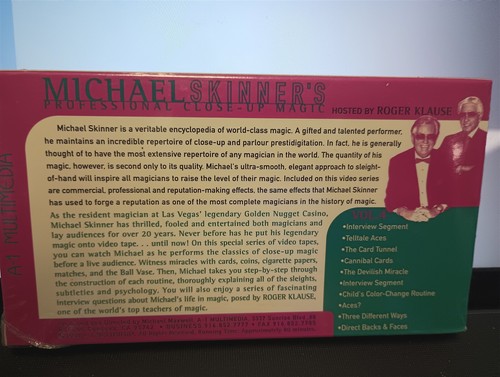 MICHAEL SKINNER'S
PROFESSIONAL CLOSE-UP MAGIC
HOSTED BY ROGER KLAUSE
Michael Skinner is a veritable encyclopedia of world-class magic. A gifted and talented performer,
he maintains an incredible repertoire of close-up and parlour prestidigitation. In fact, he is generally
thought of to have the most extensive repertoire of any magician in the world. The quantity of his
magic, however, is second only to its quality. Michael's ultra-smooth, elegant approach to sleight-
of-hand will inspire all magicians to raise the level of their magic. Included on this video series
are commercial, professional and reputation-making effects, the same effects that Michael Skinner
has used to forge a reputation as one of the most complete magicians in the history of magic.
As the resident magician at Las Vegas' legendary Golden Nugget Casino,
Michael Skinner has thrilled, fooled and entertained both magicians and
lay audiences for over 20 years. Never before has he put his legendary
magic onto video tape. . . until now! On this special series of video tapes,
you can watch Michael as he performs the classics of close-up magic
before a live audience. Witness miracles with cards, coins, cigarette papers,
matches, and the Ball Vase. Then, Michael takes you step-by-step through
the construction of each routine, thoroughly explaining all the sleights,
subtleties and psychology. You will also enjoy a series of fascinating
interview questions about Michael's life in magic, posed by ROGER KLAUSE,
one of the world's top teachers of magic.
•Interview Segment
•Telltale Aces
•The Card Tunnel
•Cannibal Cards
•The Devilish Miracle
•Interview Segment
•Child's Color-Change Routine
•Aces?
•Three Different Ways
•Direct Backs & Faces
A-1 MULTIMEDIA